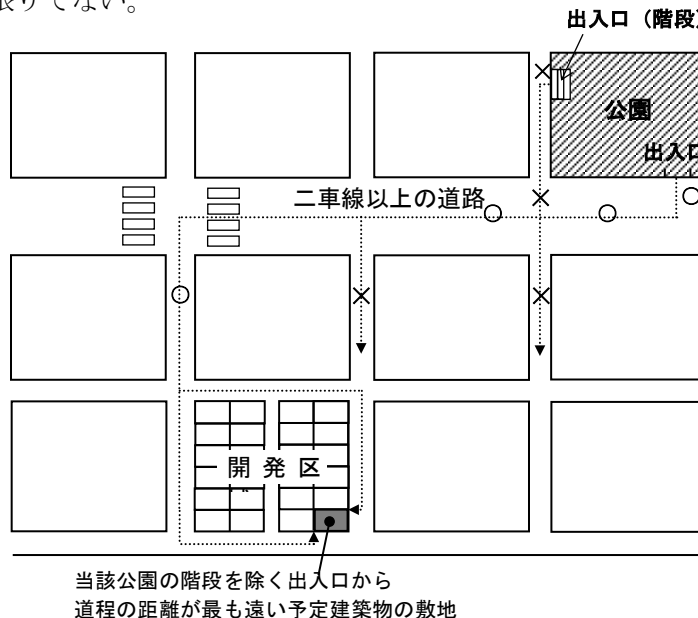 限りでない。
出入口（階段）
公園
出入口
二車線以上の道路
開 発 区
当該公園の階段を除く出入口から
道程の距離が最も遠い予定建築物の敷地